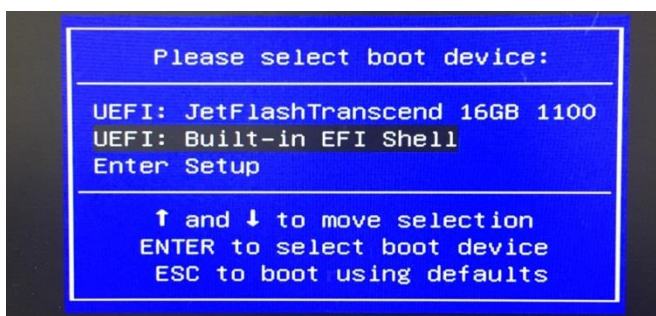 Please select boot device:
UEFI: JetFlashTranscend 16GB 1100
UEFI: Built-in EFI Shell
Enter Setup
↑ and ↓ to move selection
ENTER to select boot device
ESC to boot using defaults